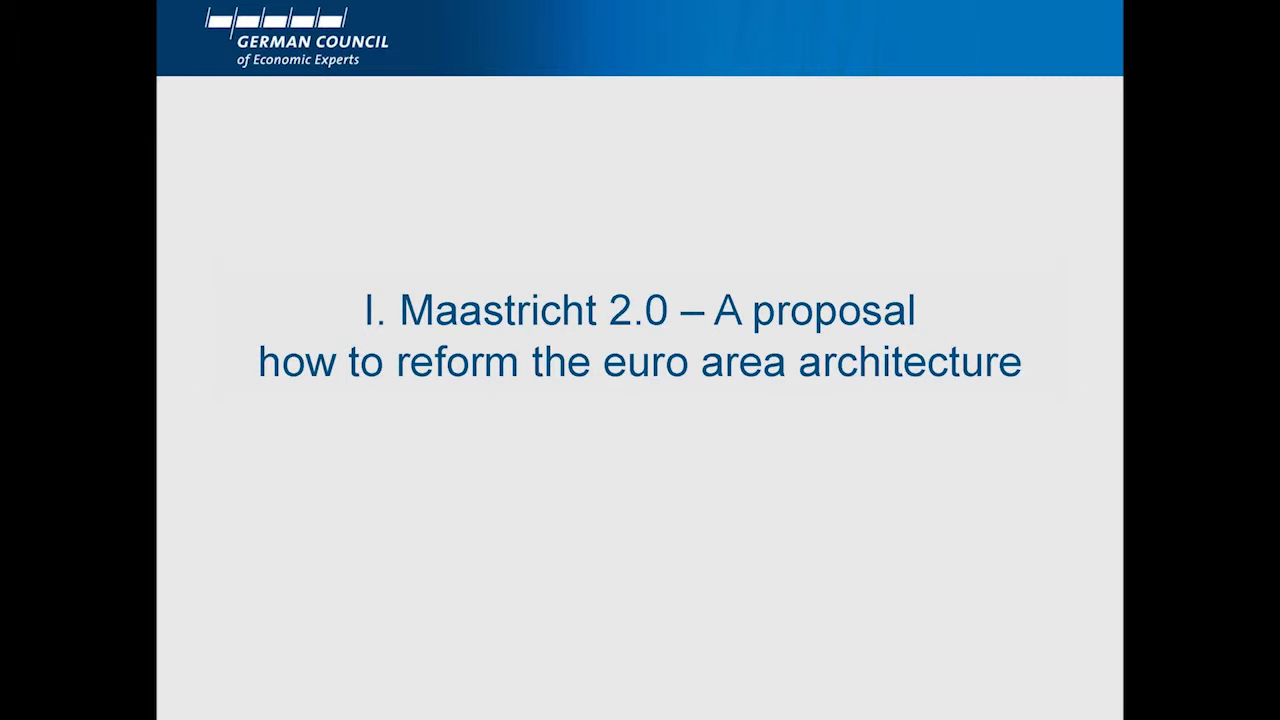 GERMAN COUNCIL
of Economic Experts
I. Maastricht 2.0 – A proposal
how to reform the euro area architecture